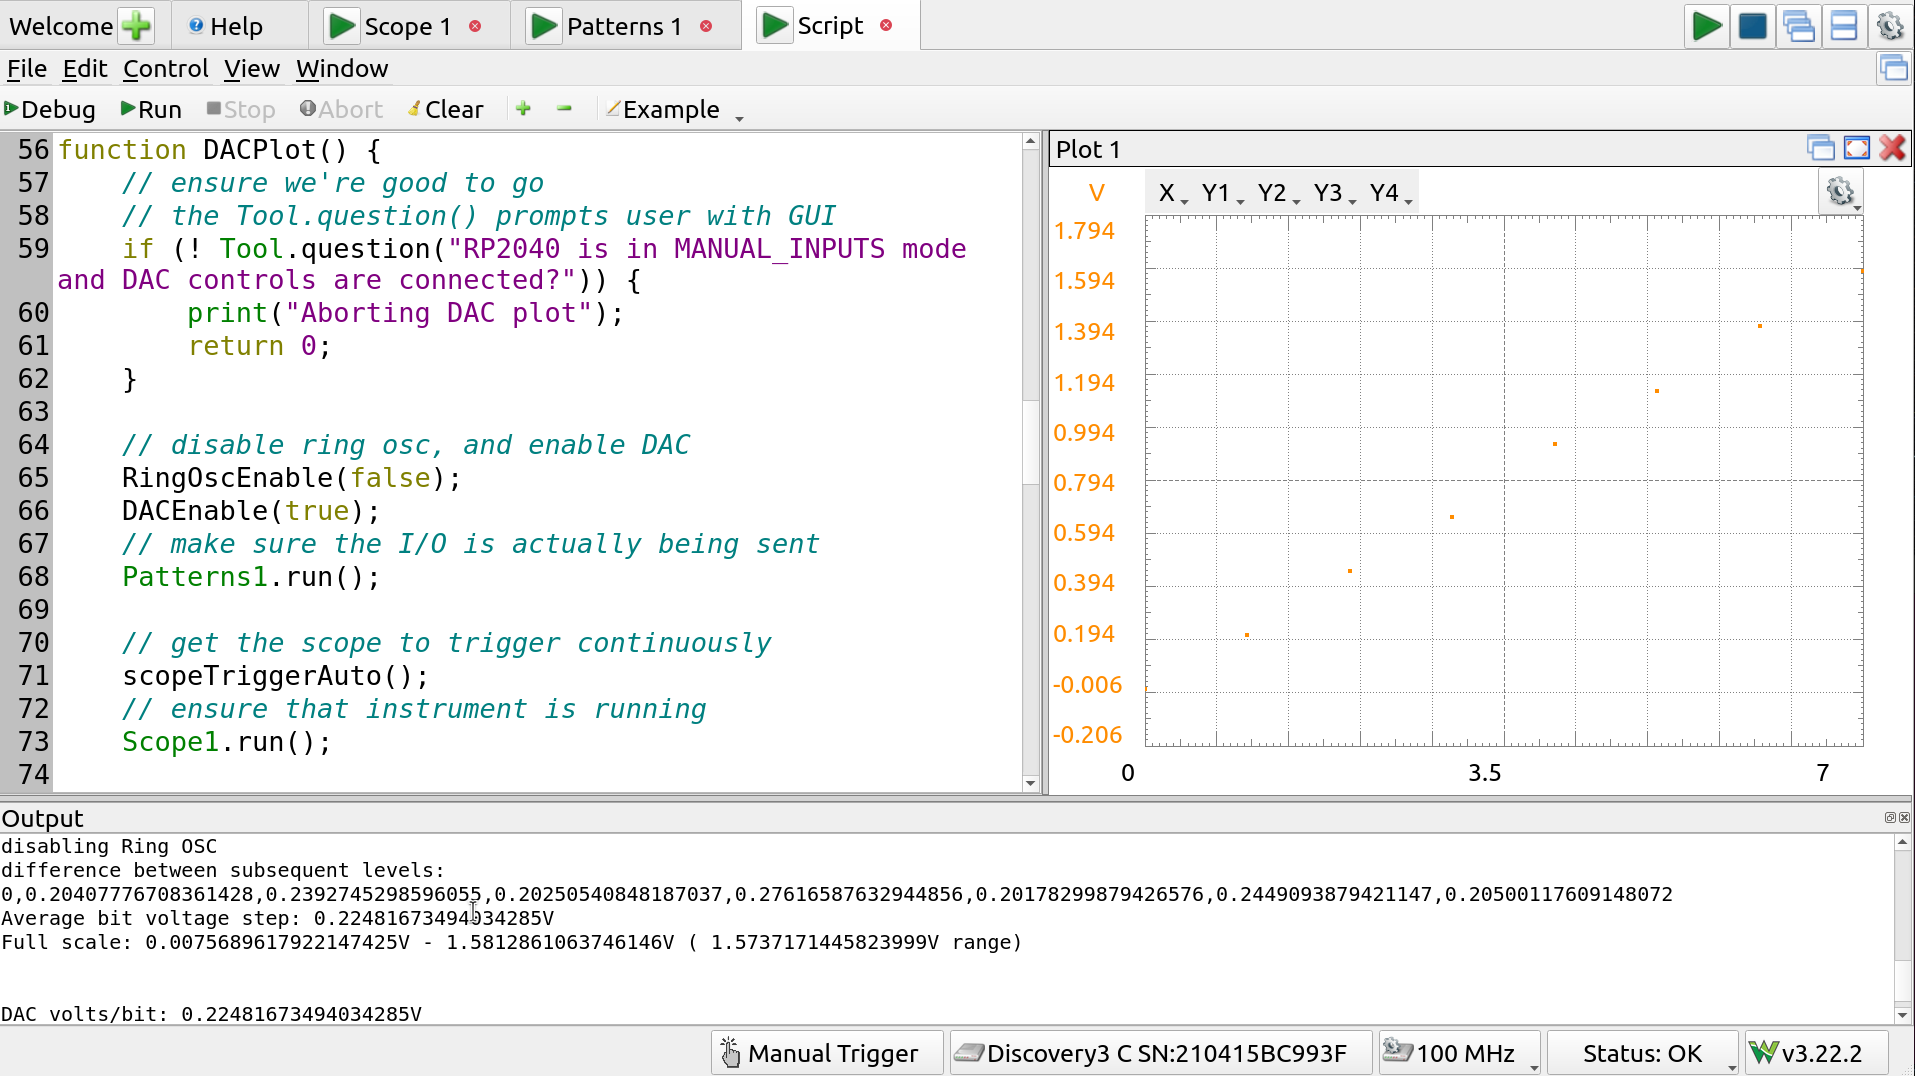 Welcome Help Scope 1 Patterns 1 Script
File Edit Control View Window
Debug Run Stop Abort Clear Example
56 function DACPlot() {
57 // ensure we're good to go
58 // the Tool.question() prompts user with GUI
59 if (! Tool.question("RP2040 is in MANUAL_INPUTS mode
and DAC controls are connected?")) {
60 print("Aborting DAC plot");
61 return 0;
62 }
63
64 // disable ring osc, and enable DAC
65 RingOscEnable(false);
66 DACEnable(true);
67 // make sure the I/O is actually being sent
68 Patterns1.run();
69
70 // get the scope to trigger continuously
71 scopeTriggerAuto();
72 // ensure that instrument is running
73 Scope1.run();
74
Plot 1
V X Y1 Y2 Y3 Y4
1.794
1.594
1.394
1.194
0.994
0.794
0.594
0.394
0.194
-0.006
-0.206
0 3.5 7
Output
disabling Ring OSC
difference between subsequent levels:
0,0.20407776708361428,0.2392745298596055,0.20250540848187037,0.27616587632944856,0.20178299879426576,0.2449093879421147,0.20500117609148072
Average bit voltage step: 0.22481673494034285V
Full scale: 0.0075689617922147425V - 1.5812861063746146V ( 1.5737171445823999V range)
DAC volts/bit: 0.22481673494034285V
Manual Trigger Discovery3 C SN:210415BC993F 100 MHz Status: OK v3.22.2